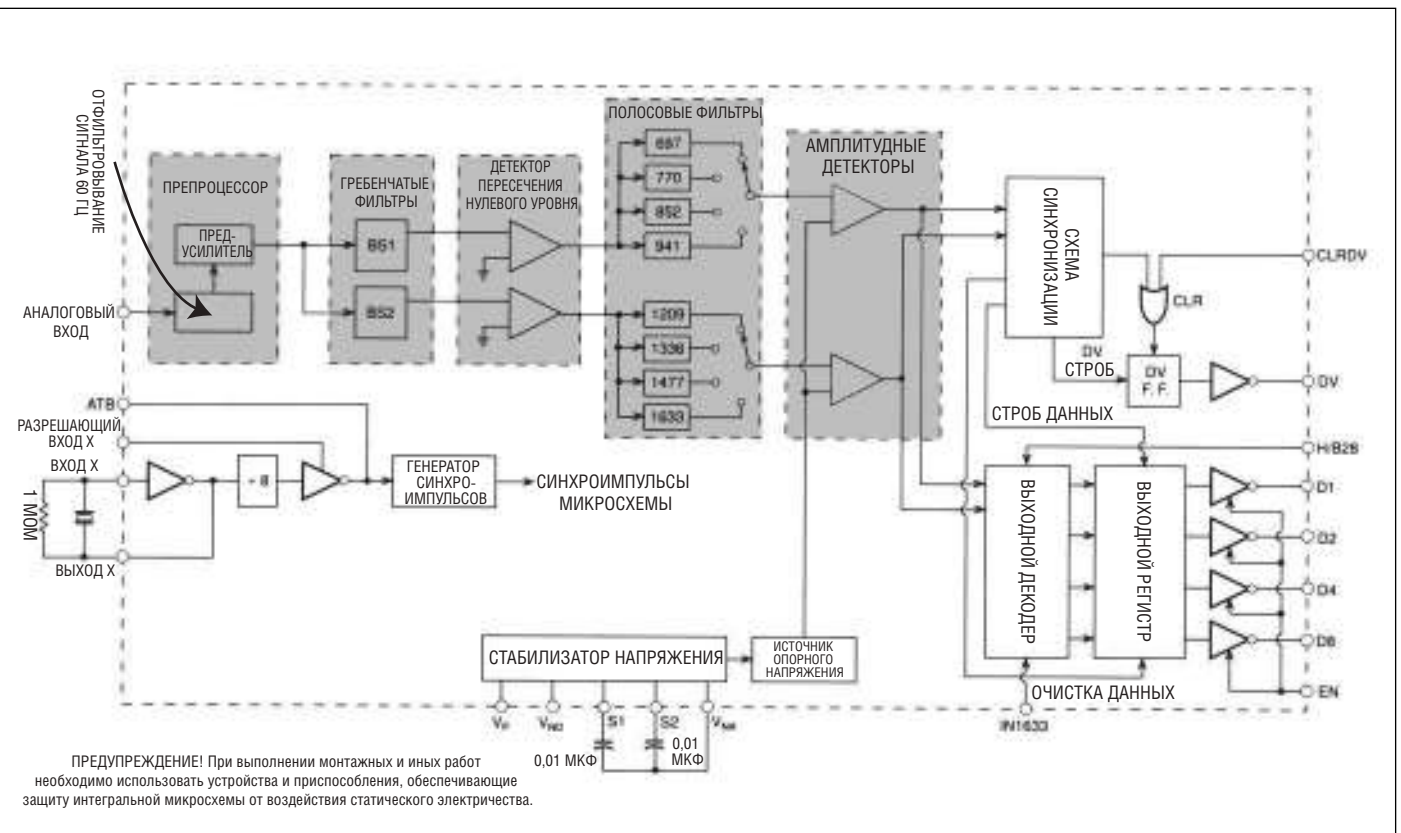 ОТФИЛЬТРОВЫВАНИЕ
СИГНАЛА 60 ГЦ
ПРЕПРОЦЕССОР
ПРЕД-
УСИЛИТЕЛЬ
АНАЛОГОВЫЙ
ВХОД
ГРЕБЕНЧАТЫЕ
ФИЛЬТРЫ
BS1
BS2
ДЕТЕКТОР
ПЕРЕСЕЧЕНИЯ
НУЛЕВОГО УРОВНЯ
ПОЛОСОВЫЕ ФИЛЬТРЫ
697
770
852
941
1209
1336
1477
1633
АМПЛИТУДНЫЕ
ДЕТЕКТОРЫ
СХЕМА
СИНХРОНИЗАЦИИ
CLRDV
CLR
DV
СТРОБ
DV
F. F.
DV
СТРОБ ДАННЫХ
H/B28
ATB
РАЗРЕШАЮЩИЙ
ВХОД X
ВХОД X
1 МОМ
÷ 8
ВЫХОД X
ГЕНЕРАТОР
СИНХРО-
ИМПУЛЬСОВ
СИНХРОИМПУЛЬСЫ
МИКРОСХЕМЫ
ВЫХОДНОЙ ДЕКОДЕР
ВЫХОДНОЙ РЕГИСТР
D1
D2
D4
D8
EN
ОЧИСТКА ДАННЫХ
IN1633
СТАБИЛИЗАТОР НАПРЯЖЕНИЯ
ИСТОЧНИК
ОПОРНОГО
НАПРЯЖЕНИЯ
S1
S2
0,01 МКФ
0,01
МКФ
ПРЕДУПРЕЖДЕНИЕ! При выполнении монтажных и иных работ
необходимо использовать устройства и приспособления, обеспечивающие
защиту интегральной микросхемы от воздействия статического электричества.